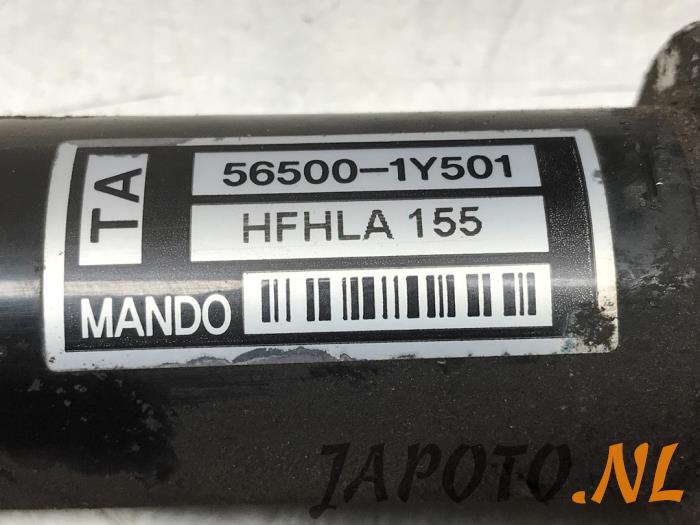 TA
56500-1Y501
HFHLA 155
MANDO
JAPOTO.NL